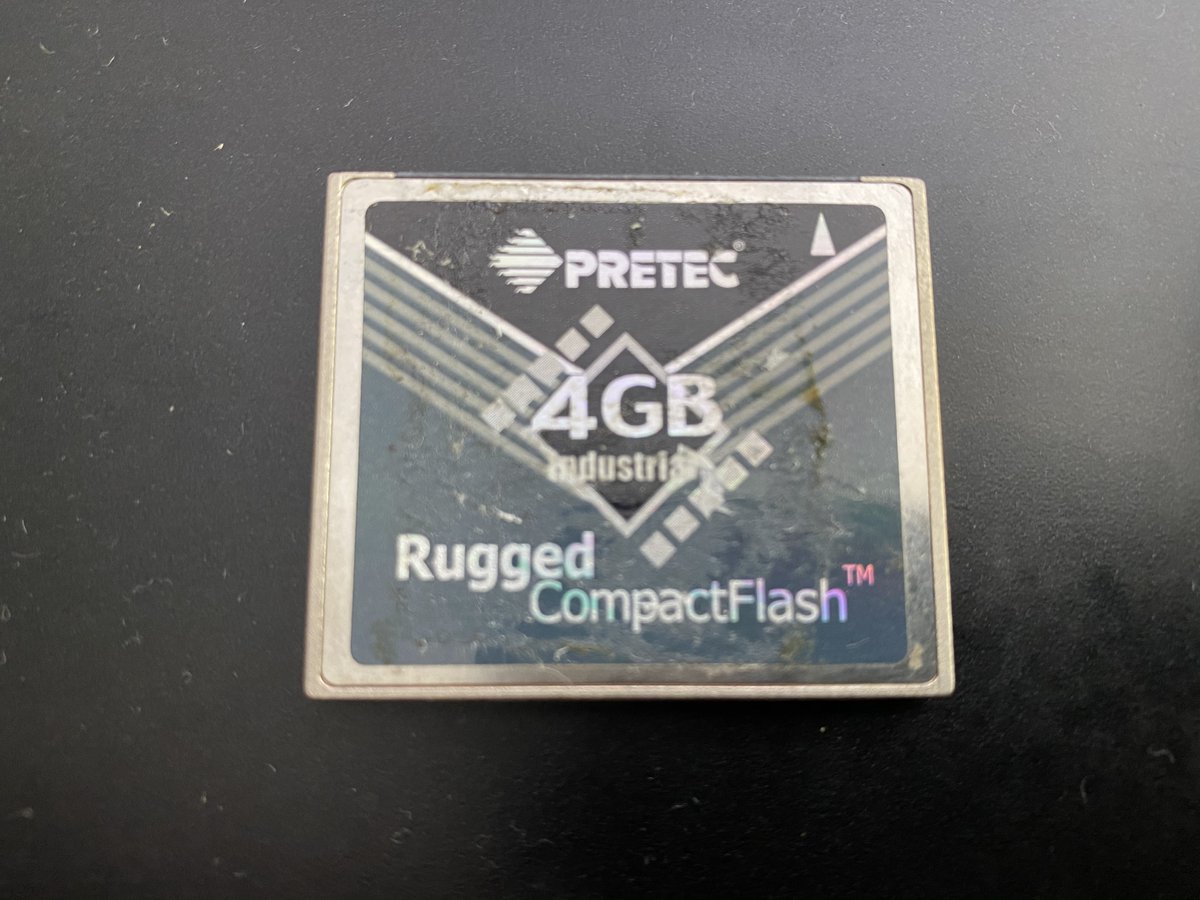 PRETEC®
4GB
Industrial
Rugged
CompactFlash™